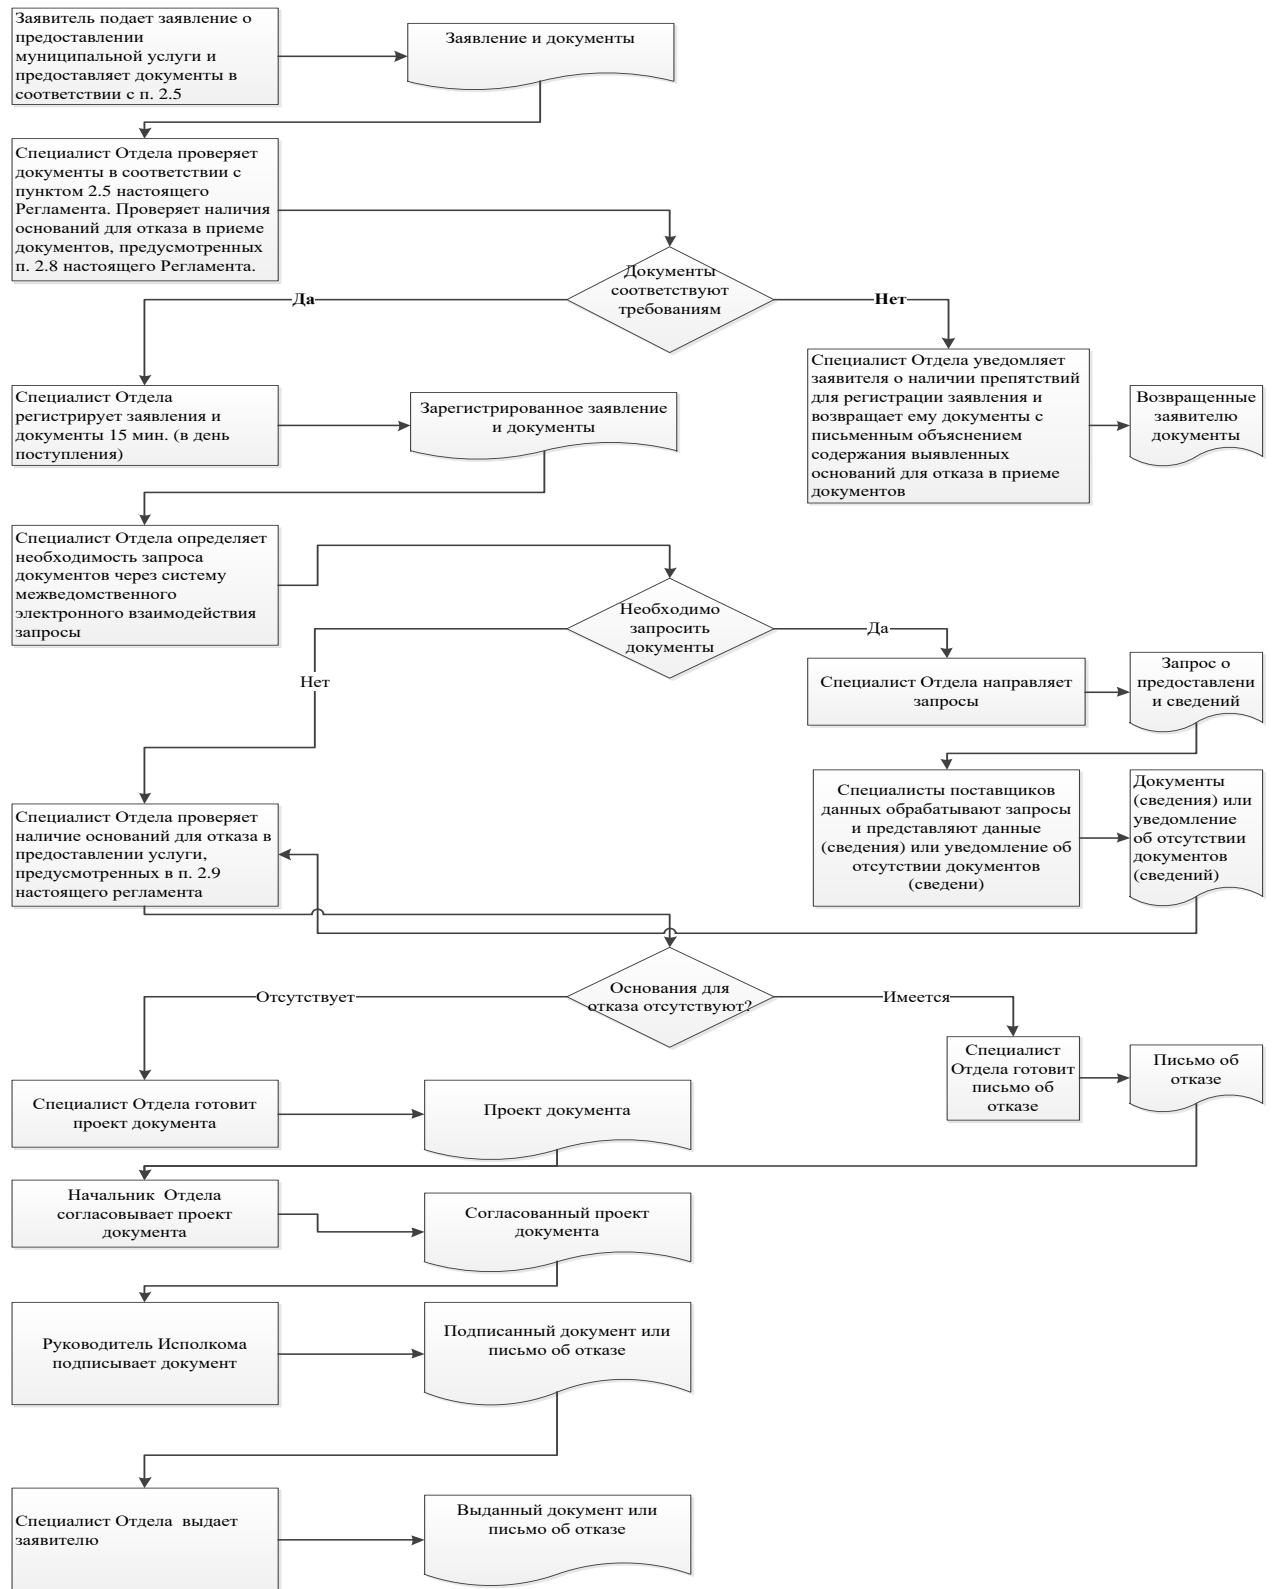 Заявитель подает заявление о
предоставлении
муниципальной услуги и
предоставляет документы в
соответствии с п. 2.5
Заявление и документы
Специалист Отдела проверяет
документы в соответствии с
пунктом 2.5 настоящего
Регламента. Проверяет наличия
оснований для отказа в приеме
документов, предусмотренных
п. 2.8 настоящего Регламента.
Документы
соответствуют
требованиям
Да
Нет
Специалист Отдела
регистрирует заявления и
документы 15 мин. (в день
поступления)
Зарегистрированное заявление
и документы
Специалист Отдела уведомляет
заявителя о наличии препятствий
для регистрации заявления и
возвращает ему документы с
письменным объяснением
содержания выявленных
оснований для отказа в приеме
документов
Возвращенные
заявителю
документы
Специалист Отдела определяет
необходимость запроса
документов через систему
межведомственного
электронного взаимодействия
запросы
Необходимо
запросить
документы
Да
Нет
Специалист Отдела направляет
запросы
Запрос о
предоставлени
и сведений
Специалисты поставщиков
данных обрабатывают запросы
и представляют данные
(сведения) или уведомление об
отсутствии документов
(сведени)
Документы
(сведения) или
уведомление
об отсутствии
документов
(сведений)
Специалист Отдела проверяет
наличие оснований для отказа в
предоставлении услуги,
предусмотренных в п. 2.9
настоящего регламента
Основания для
отказа отсутствуют?
Отсутствует
Имеется
Специалист
Отдела готовит
письмо об
отказе
Письмо об
отказе
Специалист Отдела готовит
проект документа
Проект документа
Начальник  Отдела
согласовывает проект
документа
Согласованный проект
документа
Руководитель Исполкома
подписывает документ
Подписанный документ или
письмо об отказе
Специалист Отдела  выдает
заявителю
Выданный документ или
письмо об отказе